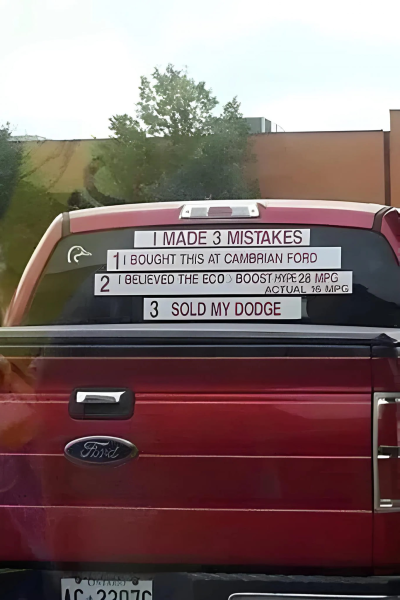 I MADE 3 MISTAKES
1 I BOUGHT THIS AT CAMBRIAN FORD
2 I BELIEVED THE ECO BOOST HYPE 28 MPG
ACTUAL 16 MPG
3 SOLD MY DODGE
Ford
ONTARIO